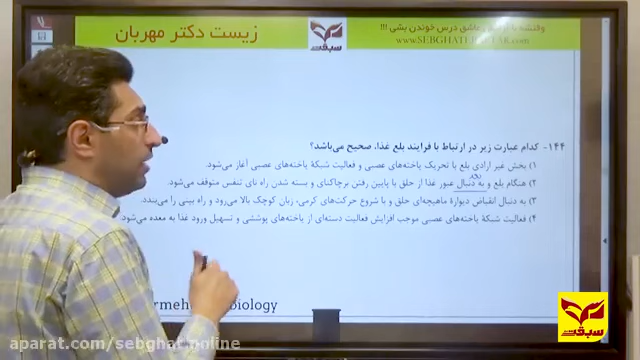 زیست دکتر مهربان
سبقت
وقتشه با عاشق درس خوندن بشی !!!
www.SEBGHAT
۱۴۴- کدام عبارت زیر در ارتباط با فرایند بلع غذا، صحیح می‌باشد؟
۱) بخش غیر ارادی بلع با تحریک یاخته‌های عصبی و فعالیت شبکهٔ یاخته‌های عصبی آغاز می‌شود.
۲) هنگام بلع و به دنبال عبور غذا از حلق با پایین رفتن برچاکنای و بسته شدن راه نای تنفس متوقف می‌شود.
۳) به دنبال انقباض دیوارهٔ ماهیچه‌ای حلق و با شروع حرکت‌های کرمی، زبان کوچک بالا می‌رود و راه بینی را می‌بندد.
۴) فعالیت شبکهٔ یاخته‌های عصبی موجب افزایش فعالیت دسته‌ای از یاخته‌های پوششی و تسهیل ورود غذا به معده می‌شود.
biology
سبقت
aparat.com/sebghat.online